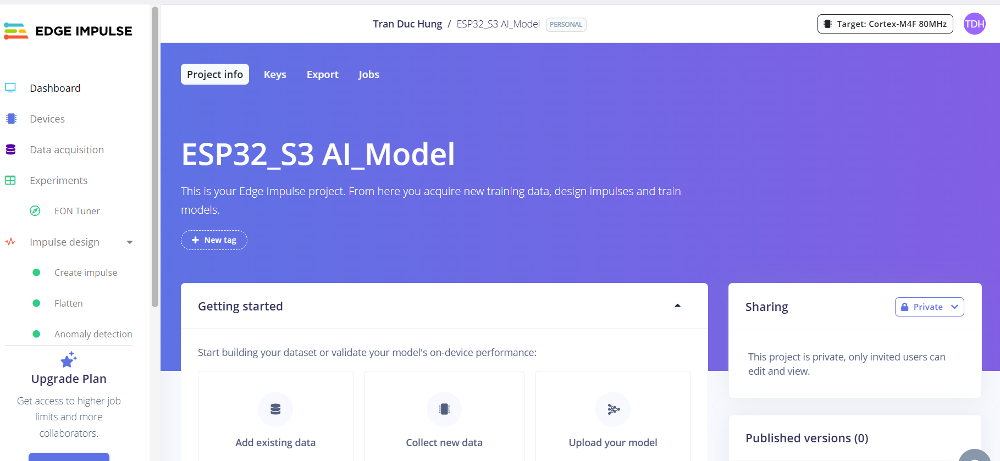 EDGE IMPULSE
Tran Duc Hung / ESP32_S3 AI_Model PERSONAL
Target: Cortex-M4F 80MHz
TDH
Dashboard
Devices
Data acquisition
Experiments
EON Tuner
Impulse design
Create impulse
Flatten
Anomaly detection
Upgrade Plan
Get access to higher job
limits and more
collaborators.
Project info
Keys
Export
Jobs
ESP32_S3 AI_Model
This is your Edge Impulse project. From here you acquire new training data, design impulses and train
models.
+ New tag
Getting started
Start building your dataset or validate your model's on-device performance:
Add existing data
Collect new data
Upload your model
Sharing
Private
This project is private, only invited users can
edit and view.
Published versions (0)